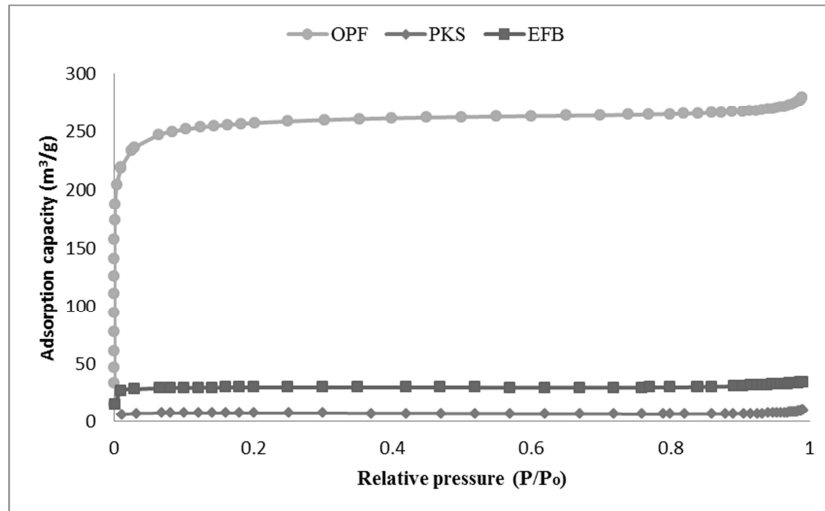 OPF PKS EFB
300
250
200
150
100
50
0
Adsorption capacity (m³/g)
0 0.2 0.4 0.6 0.8 1
Relative pressure (P/Po)